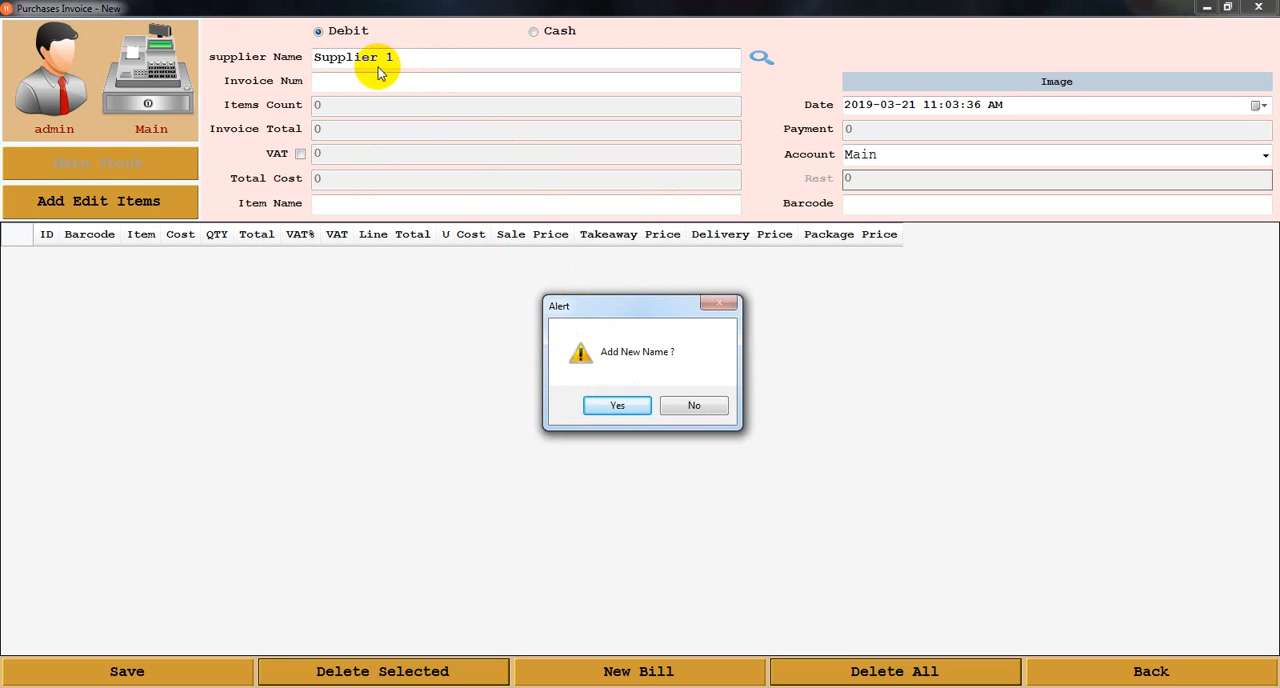 Purchases Invoice - New
Debit
Cash
supplier Name Supplier 1
Invoice Num
Image
Items Count 0
Date 2019-03-21 11:03:36 AM
Invoice Total 0
Payment 0
VAT 0
Account Main
Total Cost 0
Rest 0
Item Name
Barcode
admin
Main
0
Main Stock
Add Edit Items
ID Barcode Item Cost QTY Total VAT% VAT Line Total U Cost Sale Price Takeaway Price Delivery Price Package Price
Alert
Add New Name ?
Yes
No
Save
Delete Selected
New Bill
Delete All
Back